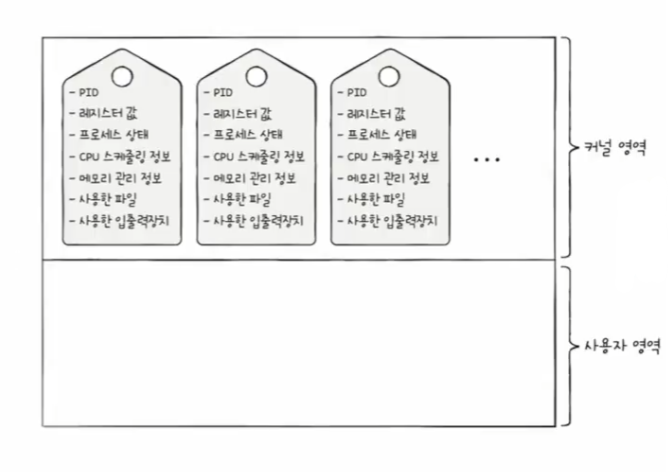 - PID
- 레지스터 값
- 프로세스 상태
- CPU 스케줄링 정보
- 메모리 관리 정보
- 사용한 파일
- 사용한 입출력장치
- PID
- 레지스터 값
- 프로세스 상태
- CPU 스케줄링 정보
- 메모리 관리 정보
- 사용한 파일
- 사용한 입출력장치
- PID
- 레지스터 값
- 프로세스 상태
- CPU 스케줄링 정보
- 메모리 관리 정보
- 사용한 파일
- 사용한 입출력장치
...
커널 영역
사용자 영역